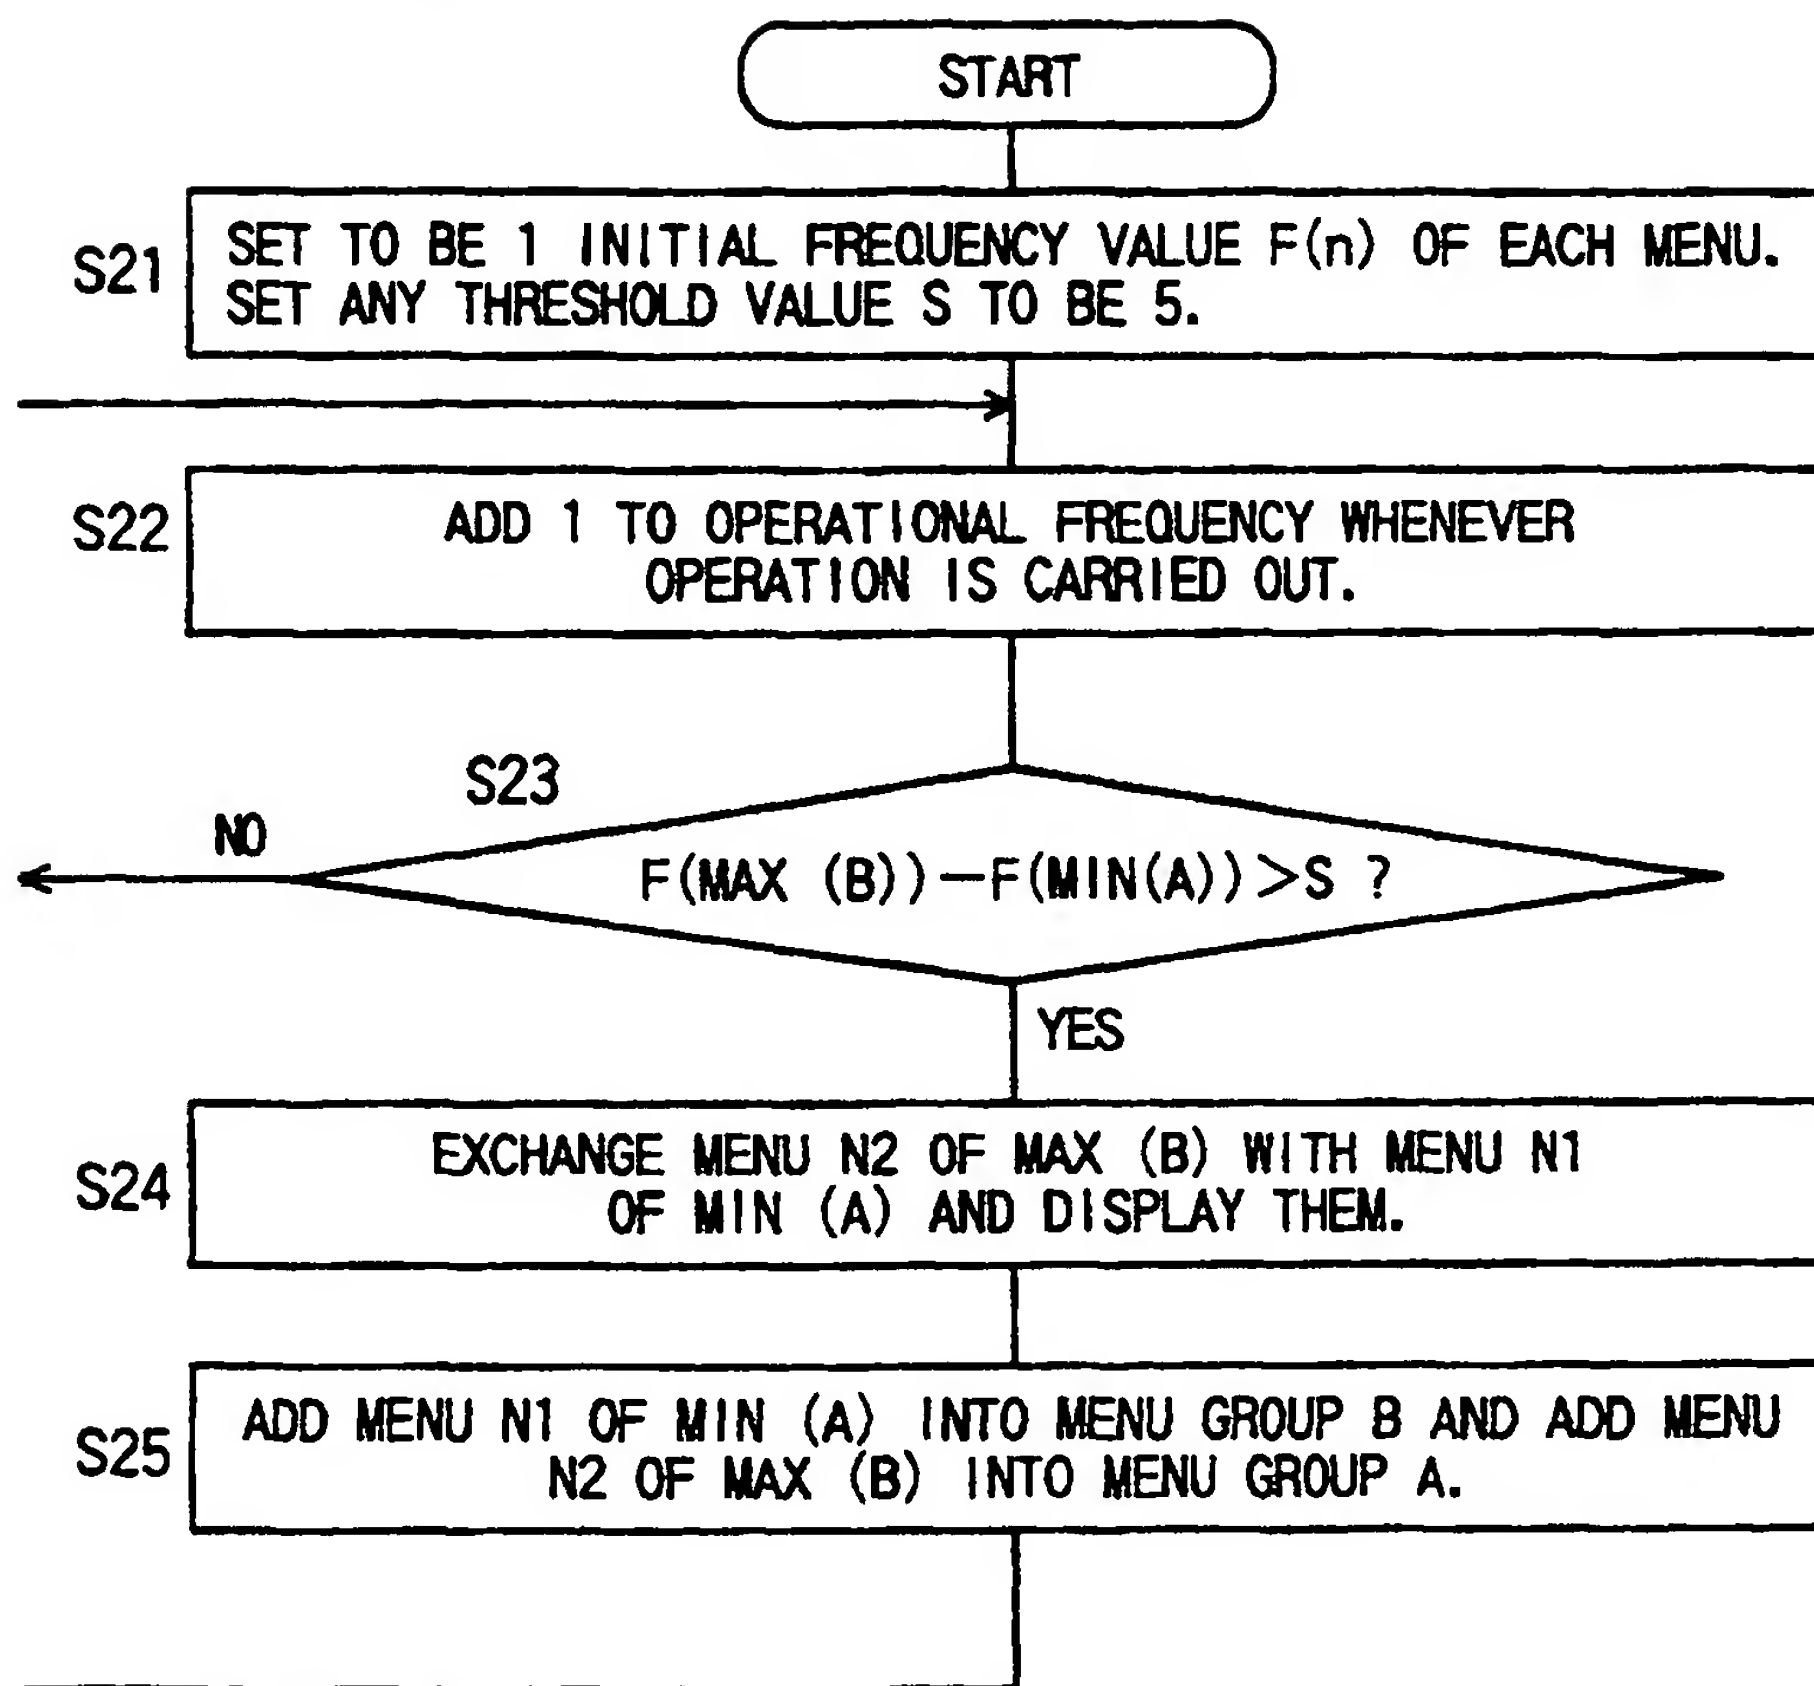 START
S21
SET TO BE 1 INITIAL FREQUENCY VALUE F(n) OF EACH MENU.
SET ANY THRESHOLD VALUE S TO BE 5.
S22
ADD 1 TO OPERATIONAL FREQUENCY WHENEVER
OPERATION IS CARRIED OUT.
S23
NO
F(MAX (B))—F(MIN(A))>S ?
YES
S24
EXCHANGE MENU N2 OF MAX (B) WITH MENU N1
OF MIN (A) AND DISPLAY THEM.
S25
ADD MENU N1 OF MIN (A) INTO MENU GROUP B AND ADD MENU
N2 OF MAX (B) INTO MENU GROUP A.